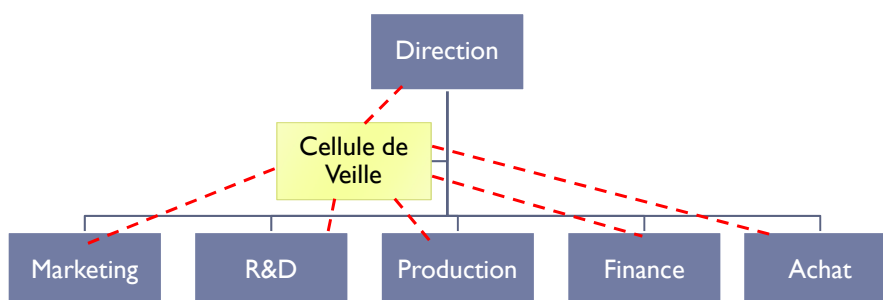 Direction
Cellule de
Veille
Marketing
R&D
Production
Finance
Achat